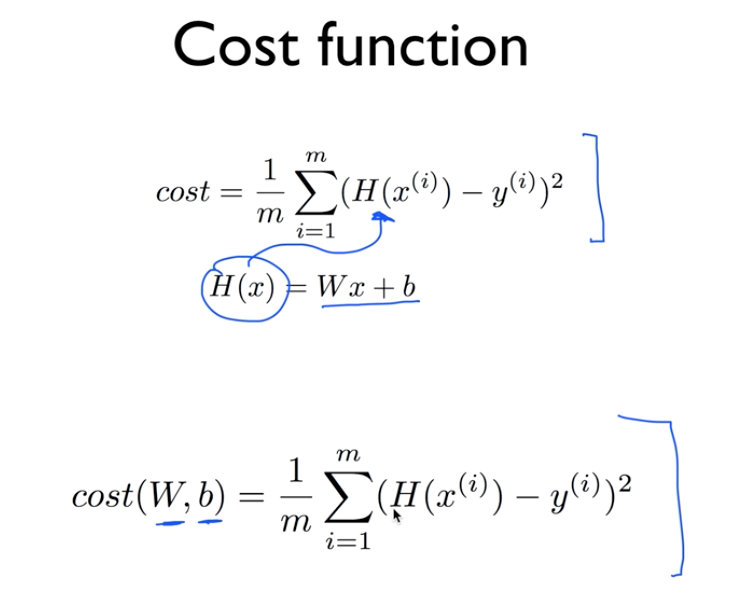 Cost function
cost = \frac{1}{m} \sum_{i=1}^{m} (H(x^{(i)}) - y^{(i)})^2
H(x) = Wx + b
cost(W, b) = \frac{1}{m} \sum_{i=1}^{m} (H(x^{(i)}) - y^{(i)})^2